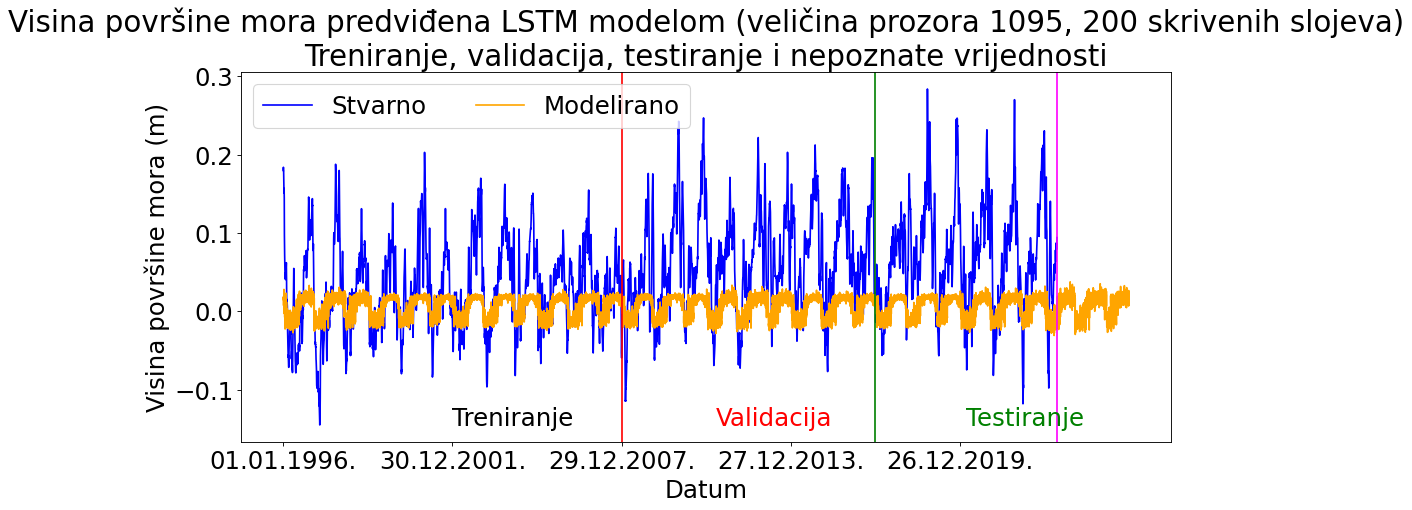 Visina površine mora predviđena LSTM modelom (veličina prozora 1095, 200 skrivenih slojeva)
Treniranje, validacija, testiranje i nepoznate vrijednosti
Stvarno
Modelirano
Visina površine mora (m)
0.3
0.2
0.1
0.0
−0.1
Treniranje
Validacija
Testiranje
01.01.1996.
30.12.2001.
29.12.2007.
27.12.2013.
26.12.2019.
Datum